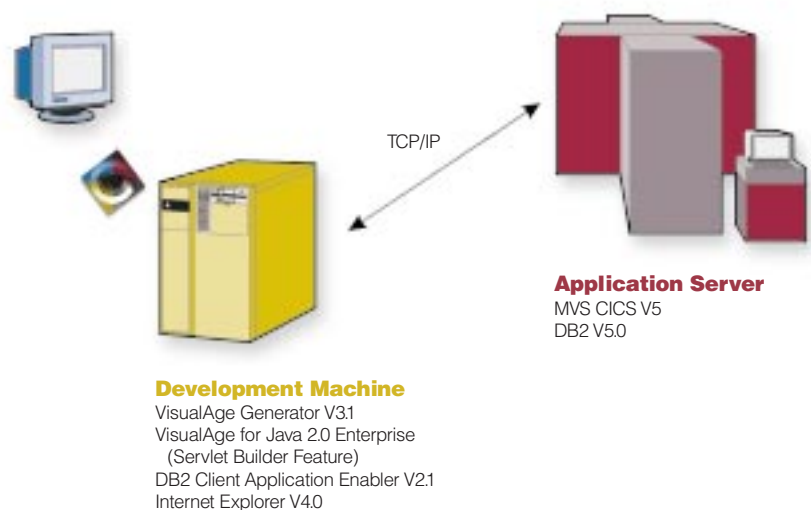 TCP/IP
Application Server
MVS CICS V5
DB2 V5.0
Development Machine
VisualAge Generator V3.1
VisualAge for Java 2.0 Enterprise
(Servlet Builder Feature)
DB2 Client Application Enabler V2.1
Internet Explorer V4.0